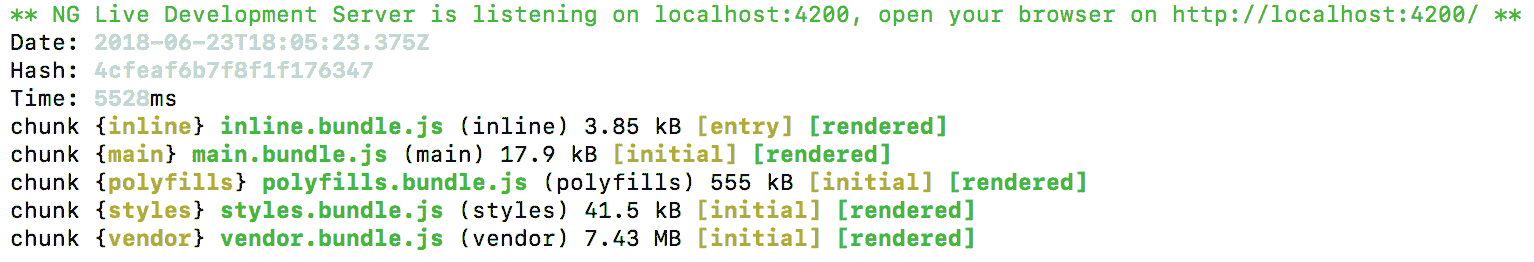 ** NG Live Development Server is listening on localhost:4200, open your browser on http://localhost:4200/ **
Date: 2018-06-23T18:05:23.375Z
Hash: 4cfeaf6b7f8f1f176347
Time: 5528ms
chunk {inline} inline.bundle.js (inline) 3.85 kB [entry] [rendered]
chunk {main} main.bundle.js (main) 17.9 kB [initial] [rendered]
chunk {polyfills} polyfills.bundle.js (polyfills) 555 kB [initial] [rendered]
chunk {styles} styles.bundle.js (styles) 41.5 kB [initial] [rendered]
chunk {vendor} vendor.bundle.js (vendor) 7.43 MB [initial] [rendered]